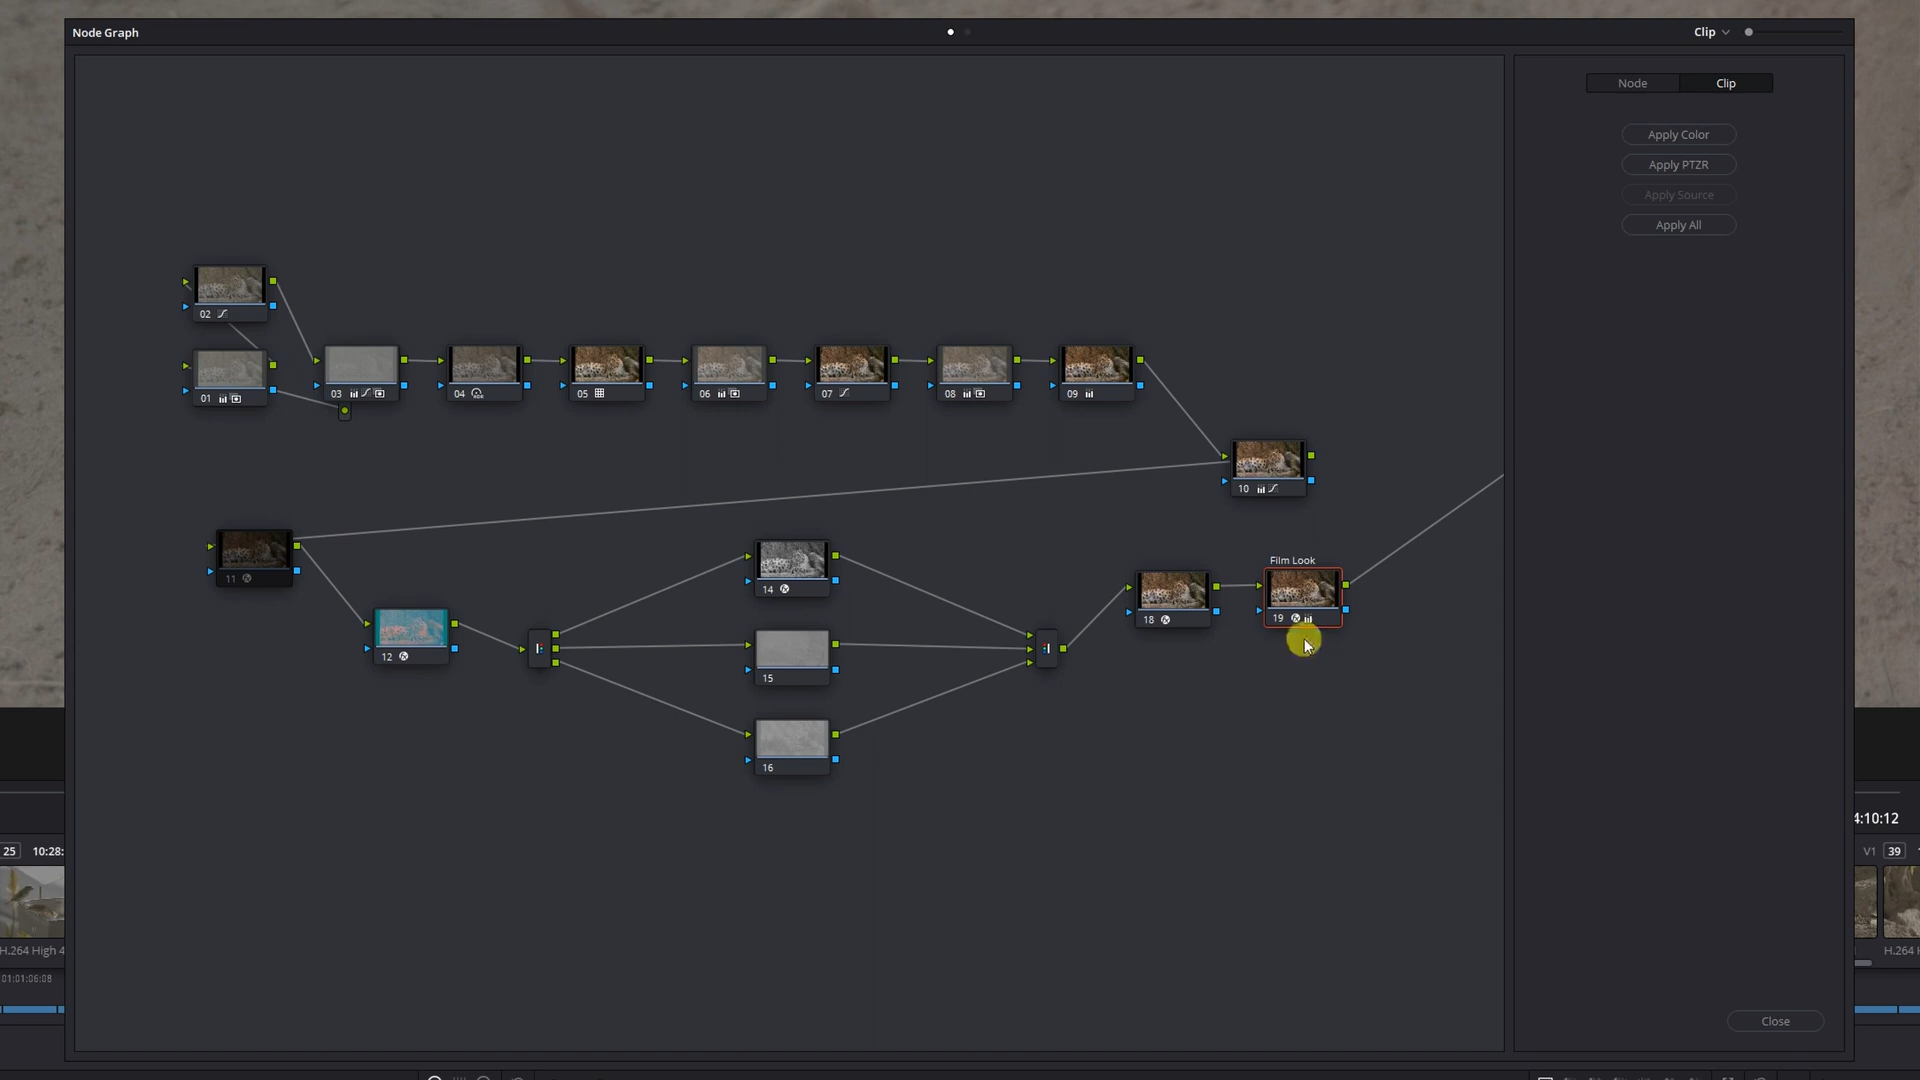 Node Graph
Clip
Node
Clip
Apply Color
Apply PTZR
Apply Source
Apply All
02
01
03
04
05
06
07
08
09
10
11
12
14
15
16
18
Film Look
19
4:10:12
25
10:28:
V1
39
H.264 High 4
H.264
01:01:06:08
Close